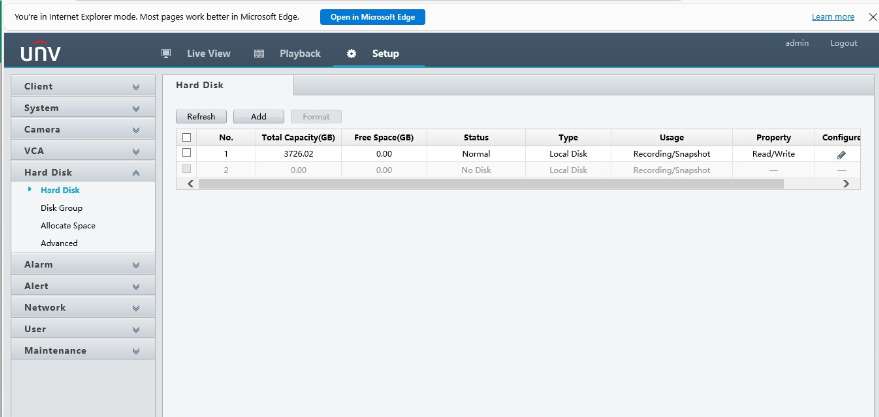 You're in Internet Explorer mode. Most pages work better in Microsoft Edge. Open in Microsoft Edge Learn more
unv Live View Playback Setup admin Logout
Client
System
Camera
VCA
Hard Disk
Hard Disk
Disk Group
Allocate Space
Advanced
Alarm
Alert
Network
User
Maintenance
Hard Disk
Refresh Add Format
No. Total Capacity(GB) Free Space(GB) Status Type Usage Property Configure
1 3726.02 0.00 Normal Local Disk Recording/Snapshot Read/Write
2 0.00 0.00 No Disk Local Disk Recording/Snapshot — —